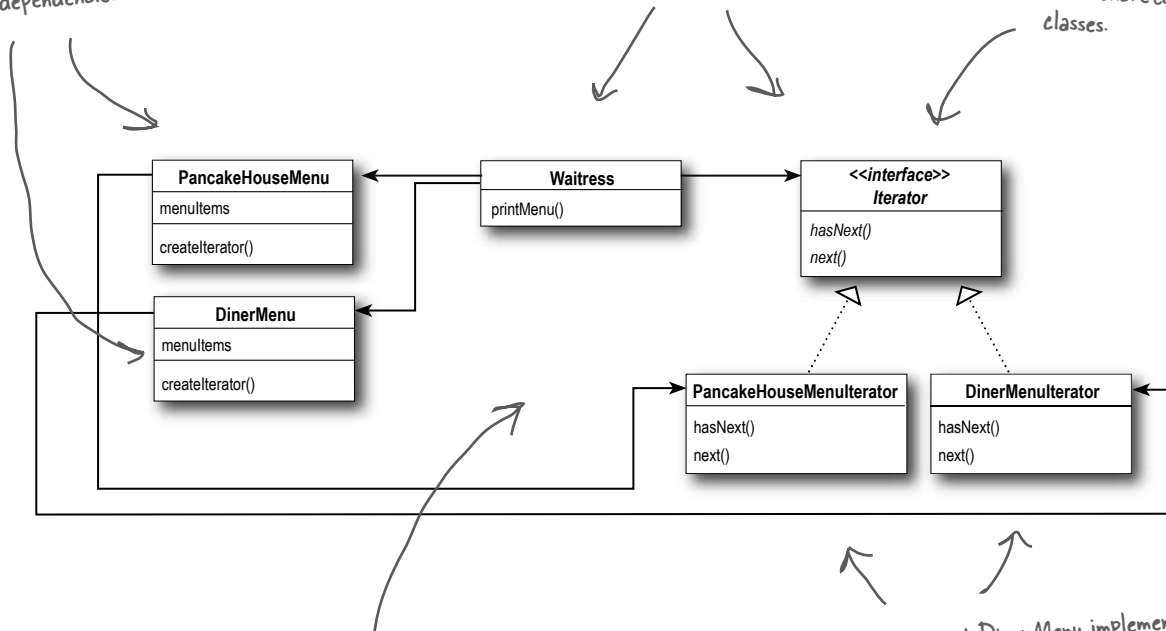 classes.
PancakeHouseMenu
menuItems
createIterator()
Waitress
printMenu()
<<interface>>
Iterator
hasNext()
next()
DinerMenu
menuItems
createIterator()
PancakeHouseMenuIterator
hasNext()
next()
DinerMenuIterator
hasNext()
next()
DinerMenu